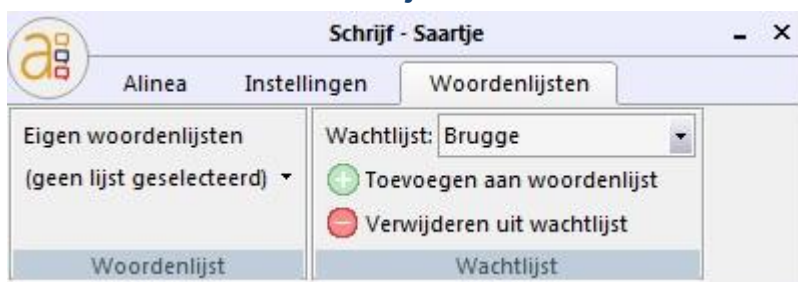 Schrijf - Saartje
Alinea Instellingen Woordenlijsten
Eigen woordenlijsten
(geen lijst geselecteerd)
Woordenlijst
Wachtlijst: Brugge
Toevoegen aan woordenlijst
Verwijderen uit wachtlijst
Wachtlijst